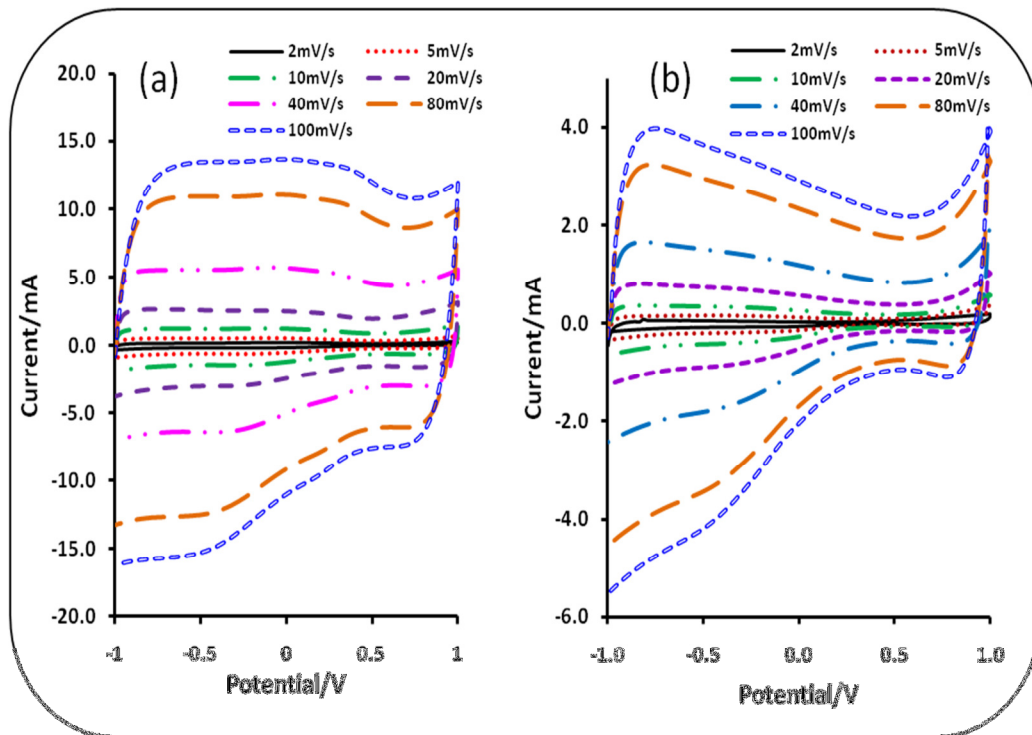 (a)
2mV/s 5mV/s
10mV/s 20mV/s
40mV/s 80mV/s
100mV/s
20.0
15.0
10.0
5.0
0.0
-5.0
-10.0
-15.0
-20.0
Current/mA
-1 -0.5 0 0.5 1
Potential/V
(b)
2mV/s 5mV/s
10mV/s 20mV/s
40mV/s 80mV/s
100mV/s
4.0
2.0
0.0
-2.0
-4.0
-6.0
Current/mA
-1.0 -0.5 0.0 0.5 1.0
Potential/V